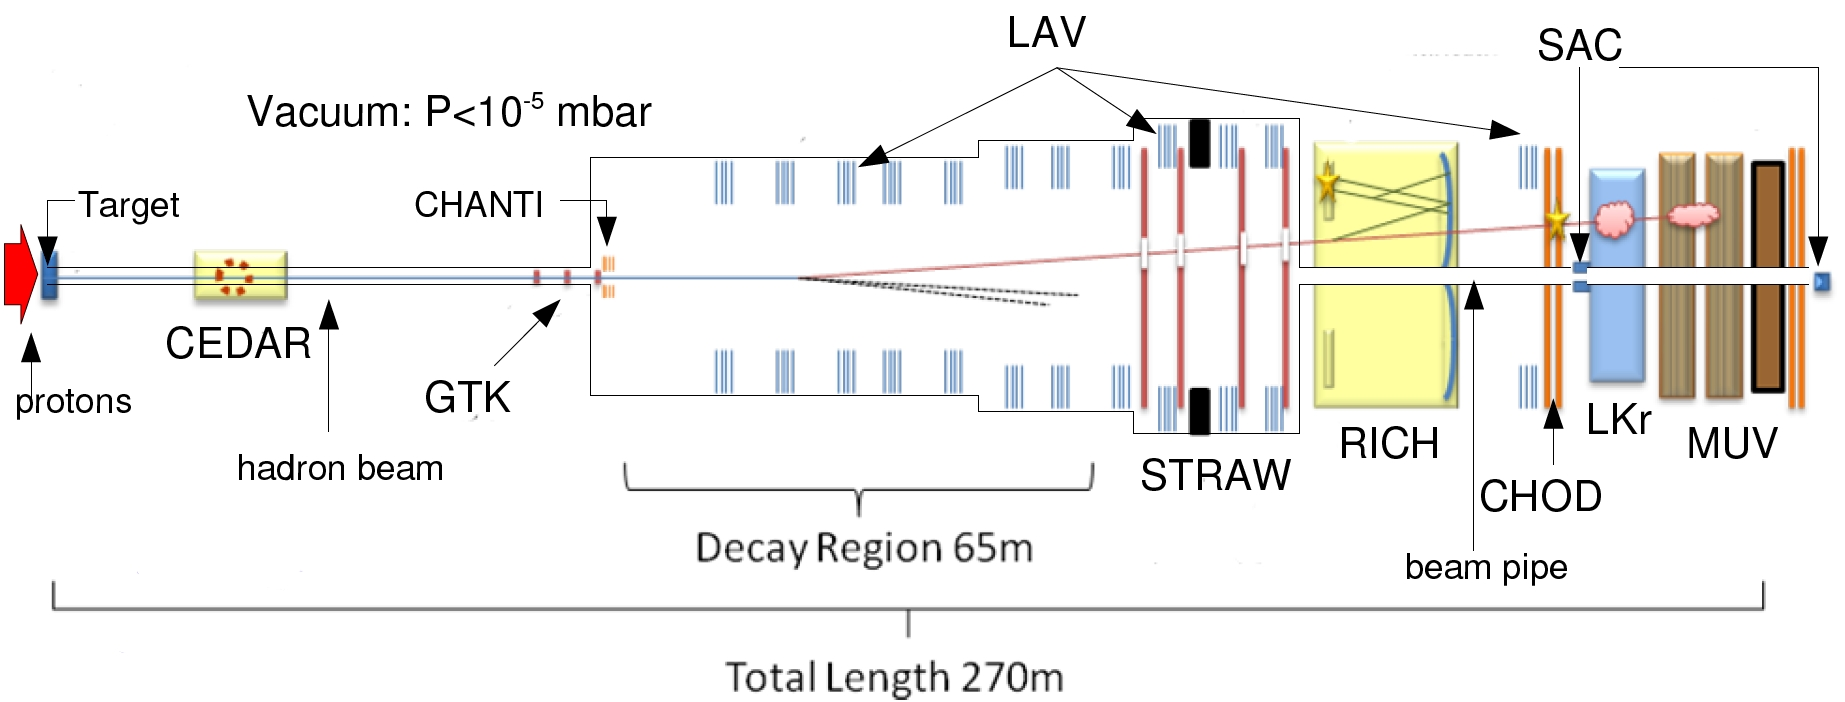 LAV
SAC
Vacuum: P<10⁻⁵ mbar
Target
CHANTI
CEDAR
GTK
protons
hadron beam
STRAW
RICH
LKr
MUV
CHOD
beam pipe
Decay Region 65m
Total Length 270m